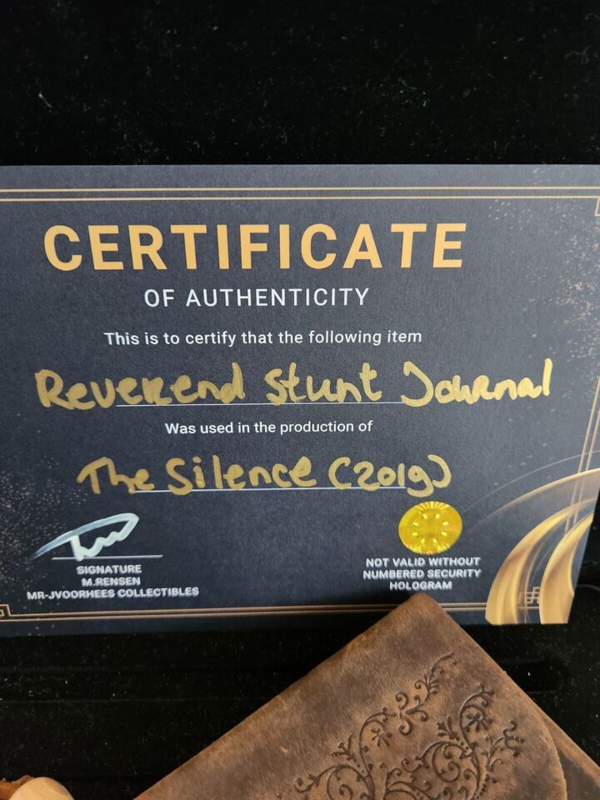 CERTIFICATE
OF AUTHENTICITY
This is to certify that the following item
Reverend Stunt Journal
Was used in the production of
The Silence (2019)
SIGNATURE
M.RENSEN
MR-JVOORHEES COLLECTIBLES
NOT VALID WITHOUT
NUMBERED SECURITY
HOLOGRAM